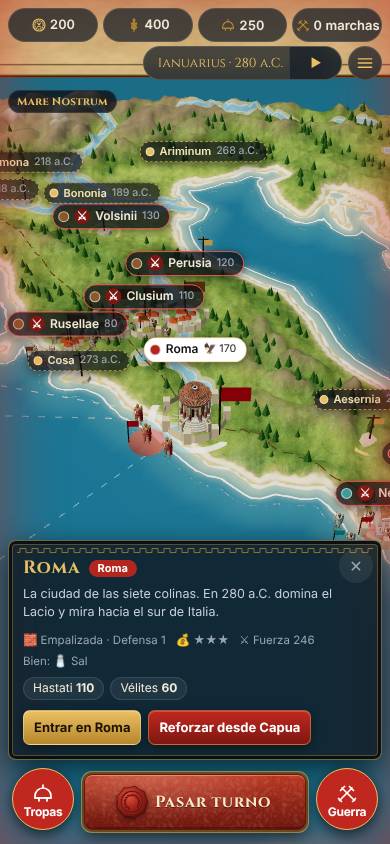 200
400
250
0 marchas
Ianuarius · 280 a.C.
Mare Nostrum
Ariminum 268 a.C.
mona 218 a.C.
8 a.C.
Bononia 189 a.C.
Volsinii 130
Perusia 120
Clusium 110
Rusellae 80
Roma 170
Cosa 273 a.C.
Aesernia 2
Ne
Roma
Roma
La ciudad de las siete colinas. En 280 a.C. domina el
Lacio y mira hacia el sur de Italia.
Empalizada · Defensa 1 ★★★ Fuerza 246
Bien: Sal
Hastati 110
Vélites 60
Entrar en Roma
Reforzar desde Capua
Tropas
Pasar turno
Guerra